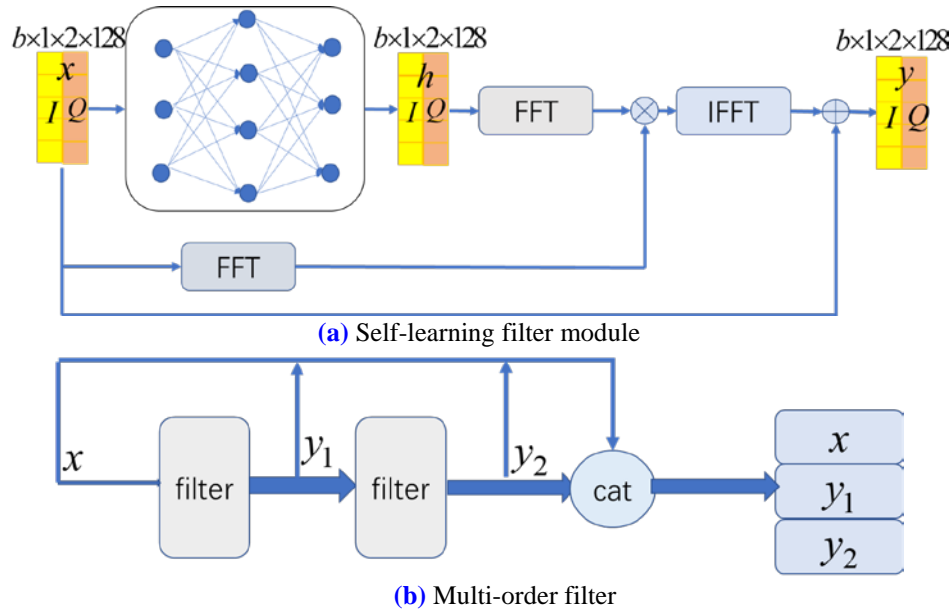 b×1×2×128 b×1×2×128 b×1×2×128
x h y
I Q I Q FFT ⊗ IFFT ⊕ I Q
FFT
(a) Self-learning filter module
x filter y₁ filter y₂ cat x
y₁
y₂
(b) Multi-order filter